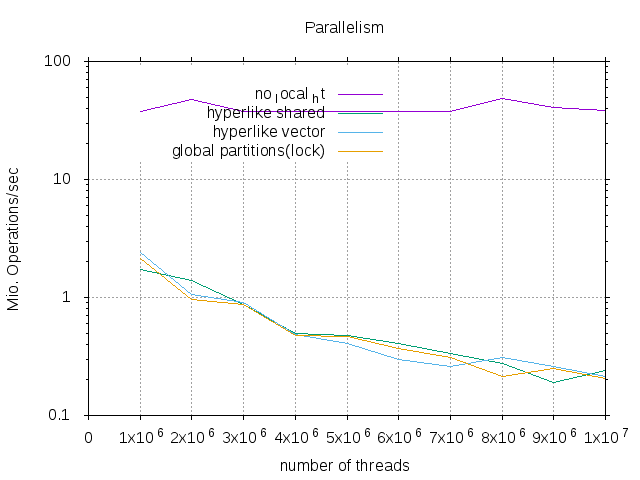 Parallelism
100
10
1
0.1
Mio. Operations/sec
no_local_ht
hyperlike shared
hyperlike vector
global partitions(lock)
0 1x10^6 2x10^6 3x10^6 4x10^6 5x10^6 6x10^6 7x10^6 8x10^6 9x10^6 1x10^7
number of threads